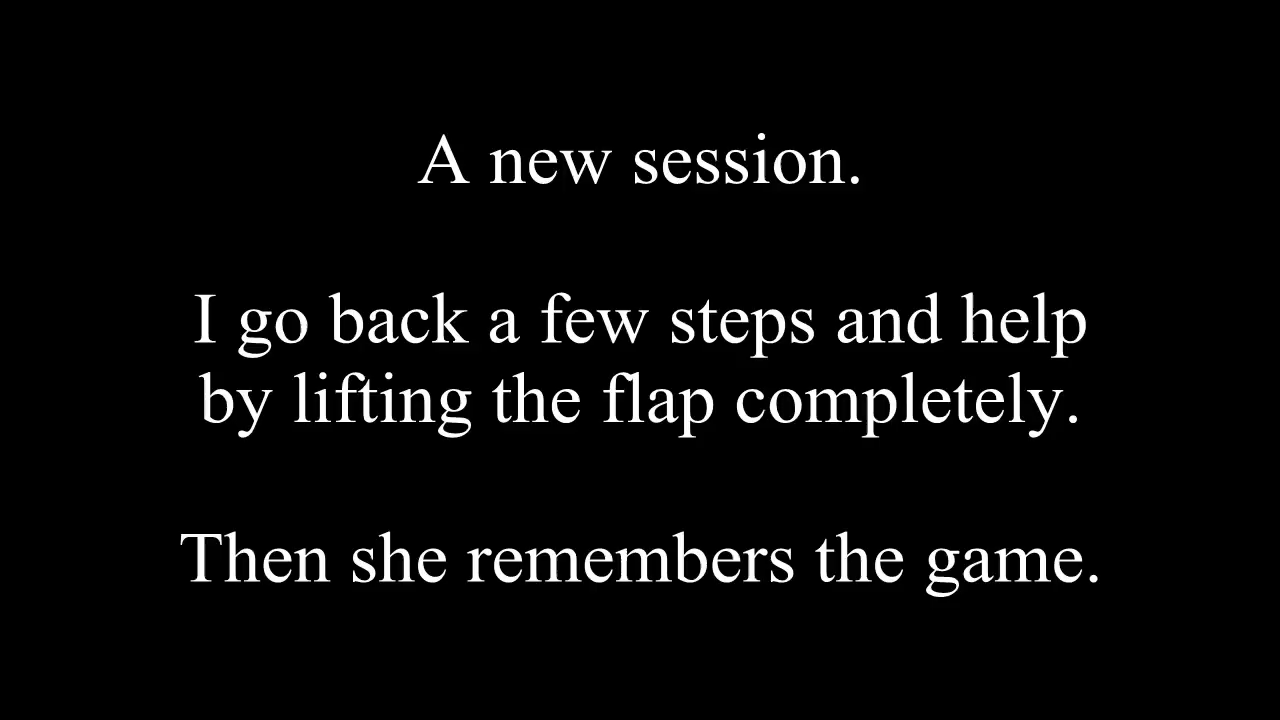 A new session.
I go back a few steps and help
by lifting the flap completely.
Then she remembers the game.